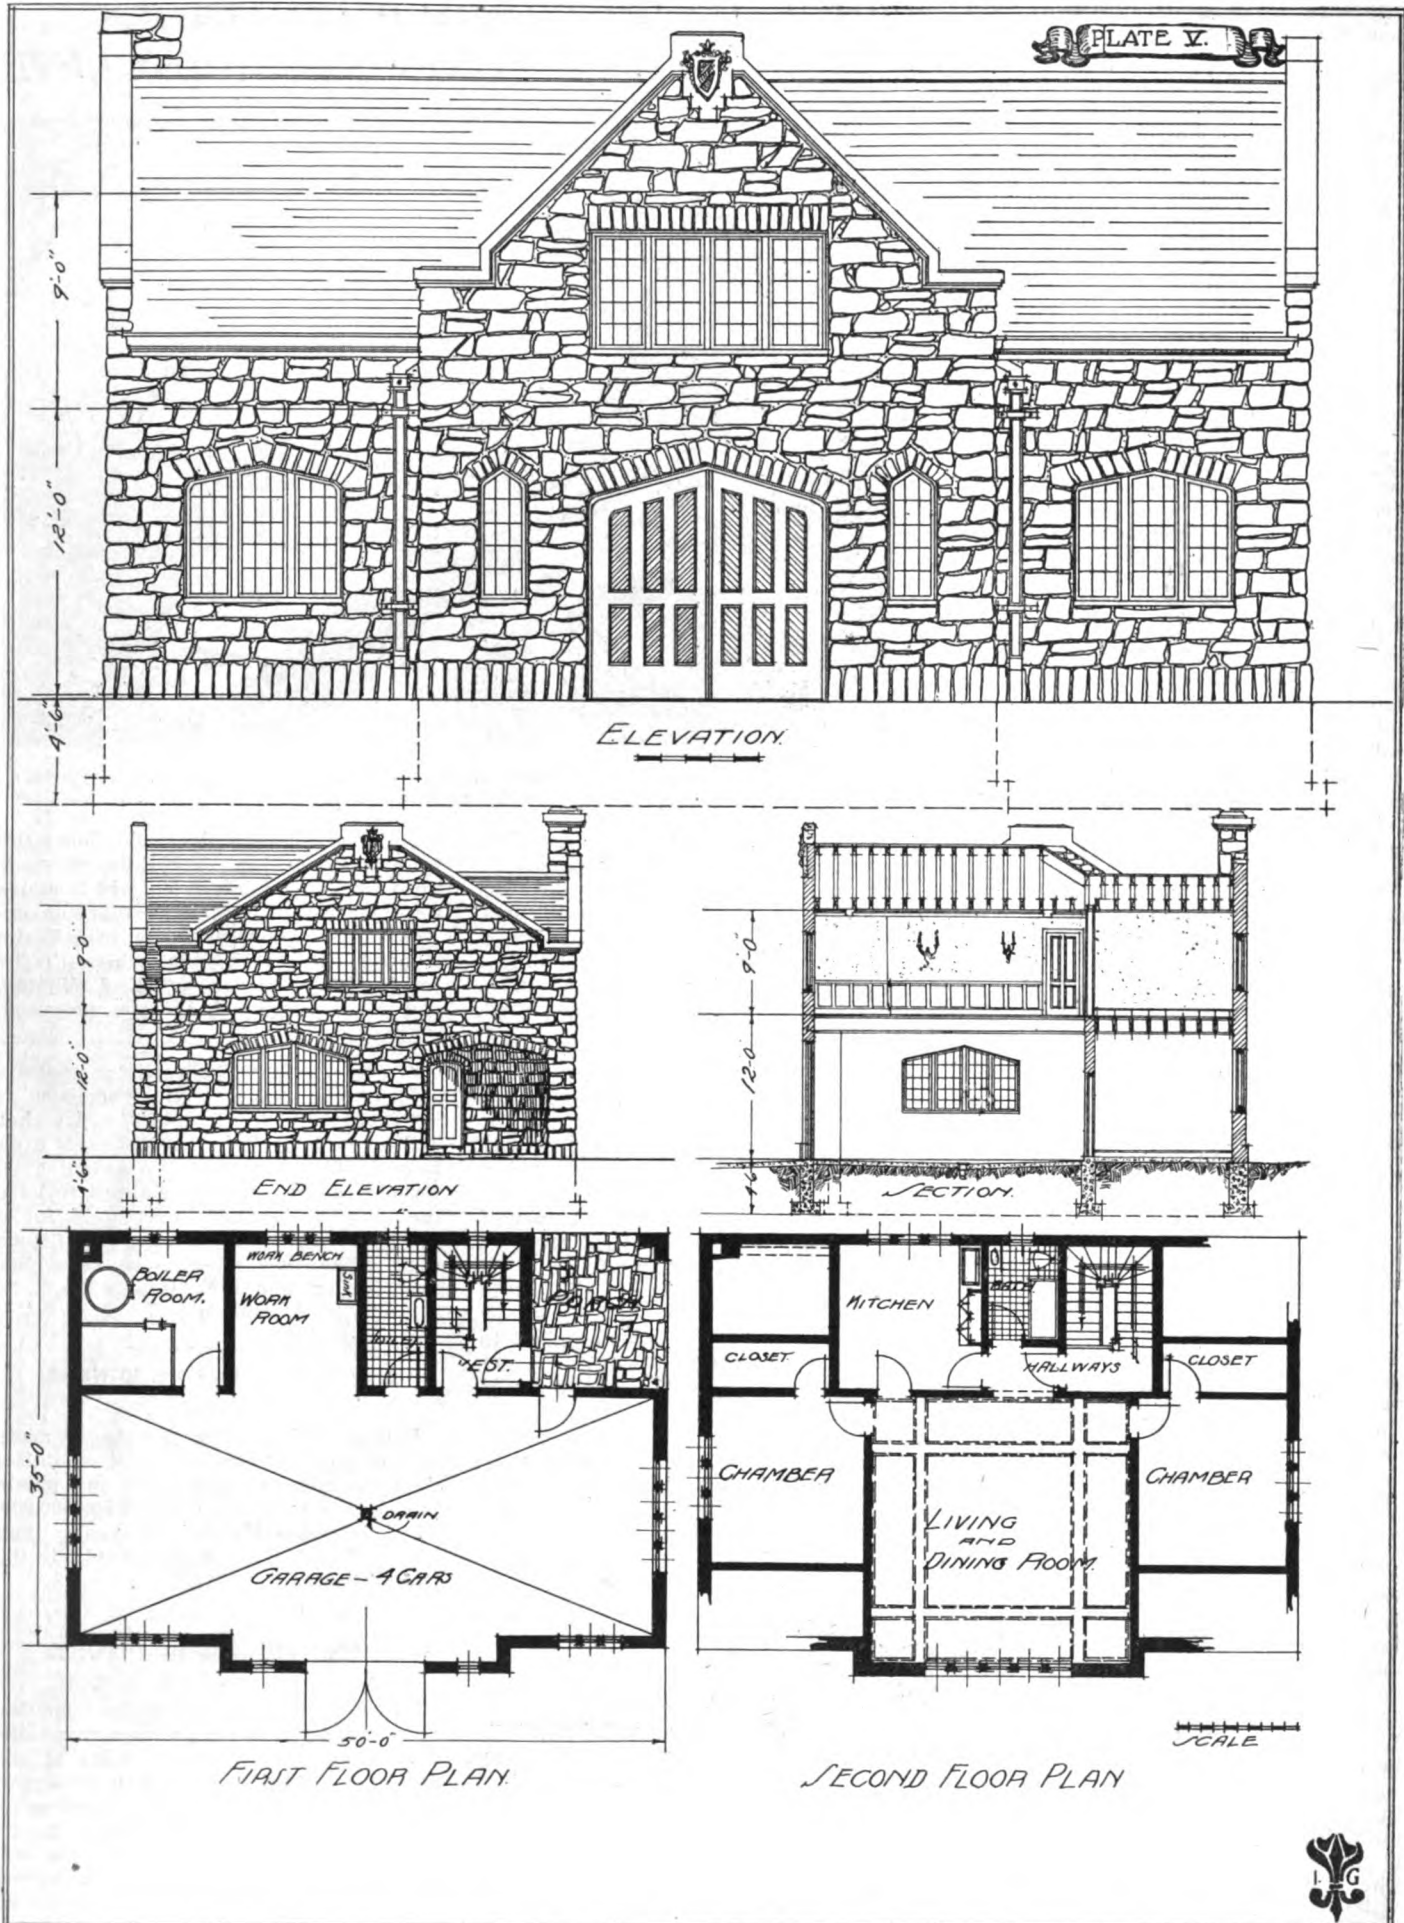 PLATE V.
9'-0"
12'-0"
4'-6"
ELEVATION.
9'-0"
12'-0"
4'-6"
END ELEVATION
9'-0"
12'-0
4'-6
SECTION.
35'-0"
BOILER
ROOM.
WORK BENCH
WORK
ROOM
SINK
TOILET
VEST.
PORCH
DRAIN
GARAGE - 4 CARS
50'-0"
FIRST FLOOR PLAN.
KITCHEN
BATH
CLOSET.
HALLWAYS
CLOSET
CHAMBER
LIVING
AND
DINING ROOM.
CHAMBER
SCALE
SECOND FLOOR PLAN
I. G